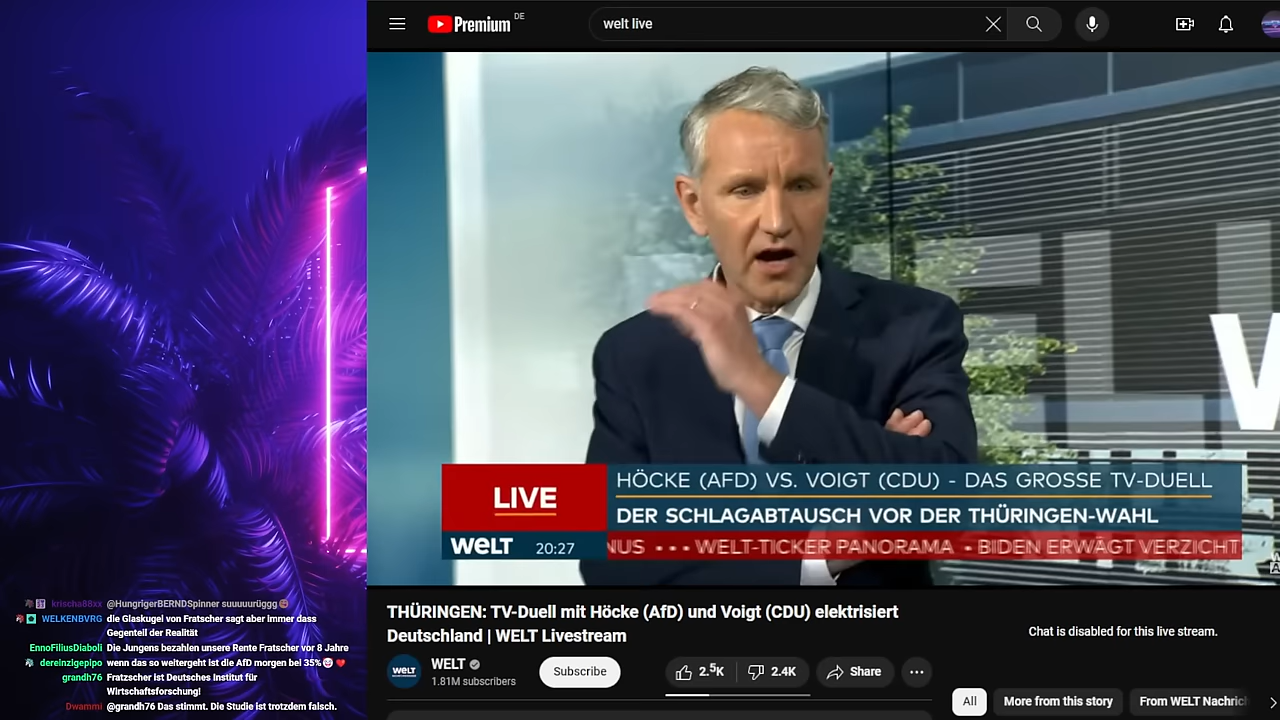 Premium DE
welt live
HÖCKE (AFD) VS. VOIGT (CDU) - DAS GROSSE TV-DUELL
LIVE
DER SCHLAGABTAUSCH VOR DER THÜRINGEN-WAHL
WELT 20:27 NUS • • • WELT-TICKER PANORAMA • BIDEN ERWÄGT VERZICHT
THÜRINGEN: TV-Duell mit Höcke (AfD) und Voigt (CDU) elektrisiert
Deutschland | WELT Livestream
Chat is disabled for this live stream.
welt
WELT
1.81M subscribers
Subscribe
2.5K
2.4K
Share
All
More from this story
From WELT Nachric
krischa88xx @HungrigerBERNDSpinner suuuuurüggg
WELKENBVRG die Glaskugel von Fratscher sagt aber immer dass
Gegenteil der Realität
EnnoFiliusDiaboli Die Jungens bezahlen unsere Rente Fratscher vor 8 Jahre
dereinzigepipo wenn das so weitergeht ist die AfD morgen bei 35%
grandh76 Fratzscher ist Deutsches Institut für
Wirtschaftsforschung!
Dwammi @grandh76 Das stimmt. Die Studie ist trotzdem falsch.